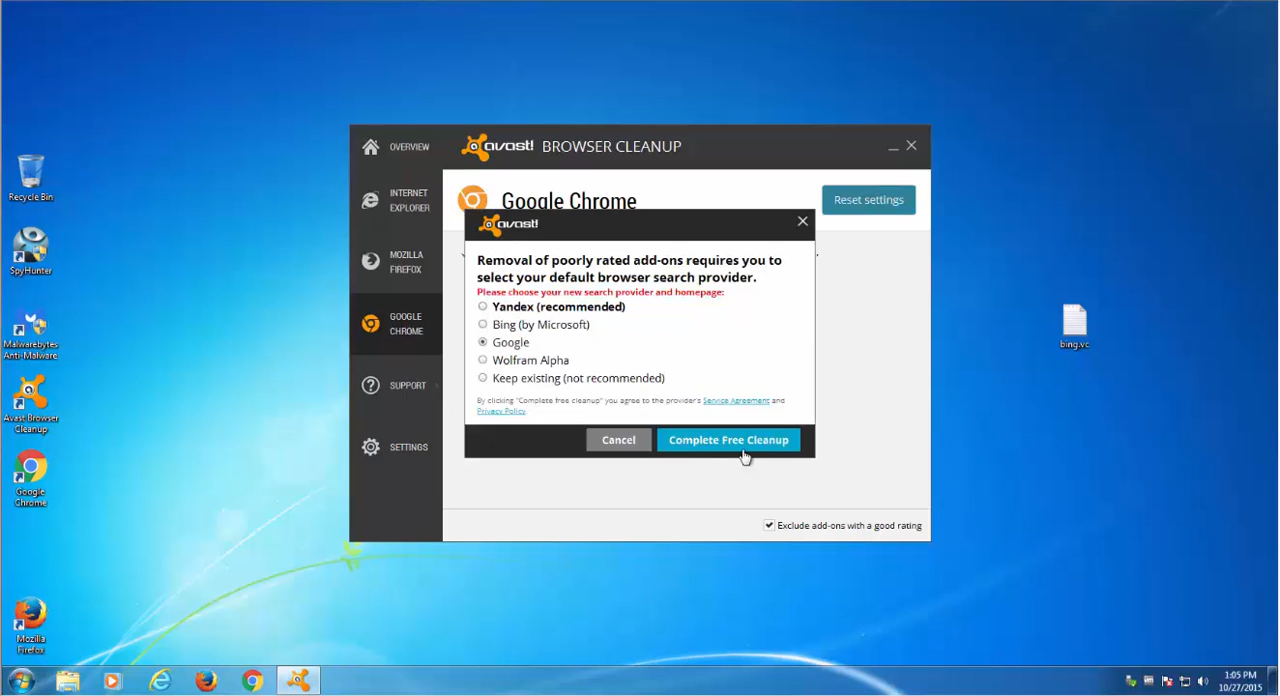 Recycle Bin
SpyHunter
Malwarebytes
Anti-Malware
Avast Browser
Cleanup
Google
Chrome
Mozilla
Firefox
OVERVIEW
INTERNET
EXPLORER
MOZILLA
FIREFOX
GOOGLE
CHROME
SUPPORT
SETTINGS
avast! BROWSER CLEANUP
Google Chrome
Reset settings
avast!
Removal of poorly rated add-ons requires you to
select your default browser search provider.
Please choose your new search provider and homepage:
Yandex (recommended)
Bing (by Microsoft)
Google
Wolfram Alpha
Keep existing (not recommended)
By clicking "Complete free cleanup" you agree to the provider's Service Agreement and
Privacy Policy.
Cancel
Complete Free Cleanup
Exclude add-ons with a good rating
bing.vc
1:05 PM
10/27/2015